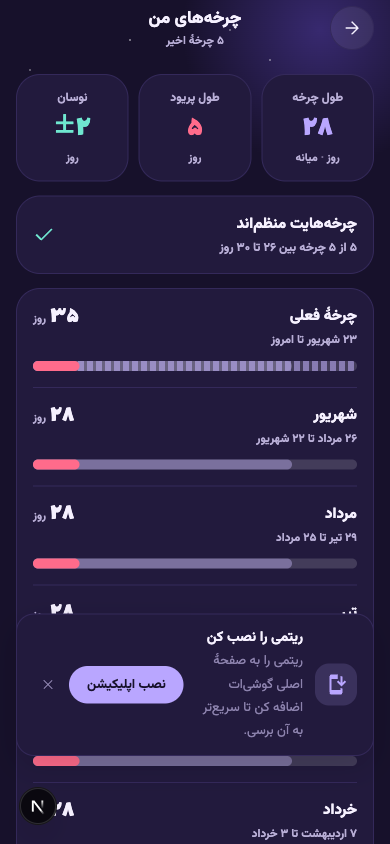 چرخه‌های من
۵ چرخهٔ اخیر
طول چرخه
۲۸
روز · میانه
طول پریود
۵
روز
نوسان
±۲
روز
چرخه‌هایت منظم‌اند
۵ از ۵ چرخه بین ۲۶ تا ۳۰ روز
چرخهٔ فعلی
۳۵ روز
۲۳ شهریور تا امروز
شهریور
۲۸ روز
۲۶ مرداد تا ۲۲ شهریور
مرداد
۲۸ روز
۲۹ تیر تا ۲۵ مرداد
ریتمی را نصب کن
ریتمی را به صفحهٔ
اصلی گوشی‌ات
اضافه کن تا سریع‌تر
به آن برسی.
نصب اپلیکیشن
N
خرداد
۷ اردیبهشت تا ۳ خرداد